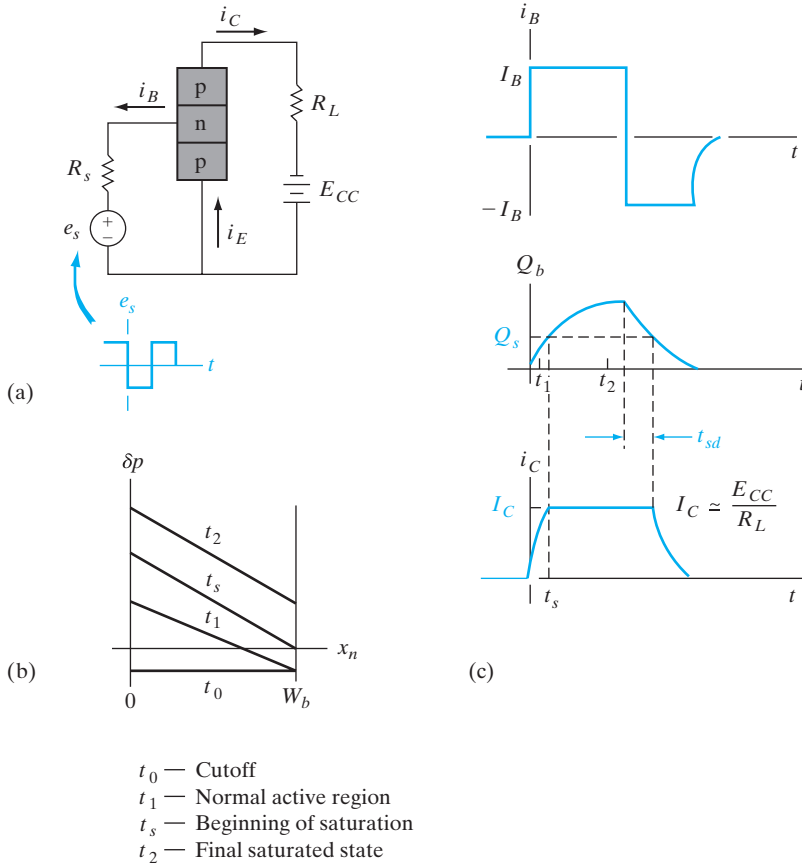 i_C
i_B
p
n
p
R_L
R_s
E_CC
e_s
+
−
i_E
e_s
t
(a)
δp
t_2
t_s
t_1
t_0
x_n
0
W_b
(b)
t_0 — Cutoff
t_1 — Normal active region
t_s — Beginning of saturation
t_2 — Final saturated state
i_B
I_B
t
−I_B
Q_b
Q_s
t_1
t_2
t
t_sd
i_C
I_C
I_C ≃ E_CC / R_L
t_s
t
(c)